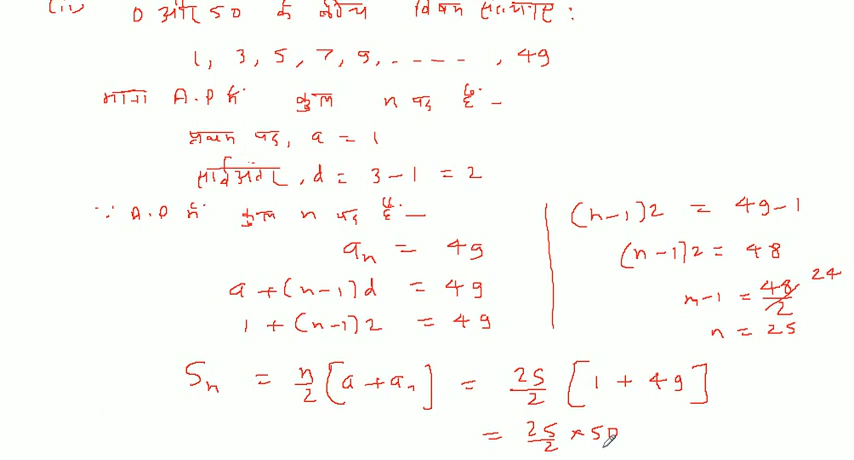 (iv) 0 और 50 के मध्य विषम संख्याएं :
1, 3, 5, 7, 9, ....., 49
माना A.P में कुल n पद हैं -
प्रथम पद, a = 1
सार्वअंतर, d = 3 - 1 = 2
∵ A.P में कुल n पद हैं -
aₙ = 49
a + (n-1)d = 49
1 + (n-1)2 = 49
(n-1)2 = 49-1
(n-1)2 = 48
n-1 = 48/2 24
n = 25
Sₙ = n/2 [a + aₙ] = 25/2 [1 + 49]
= 25/2 × 50